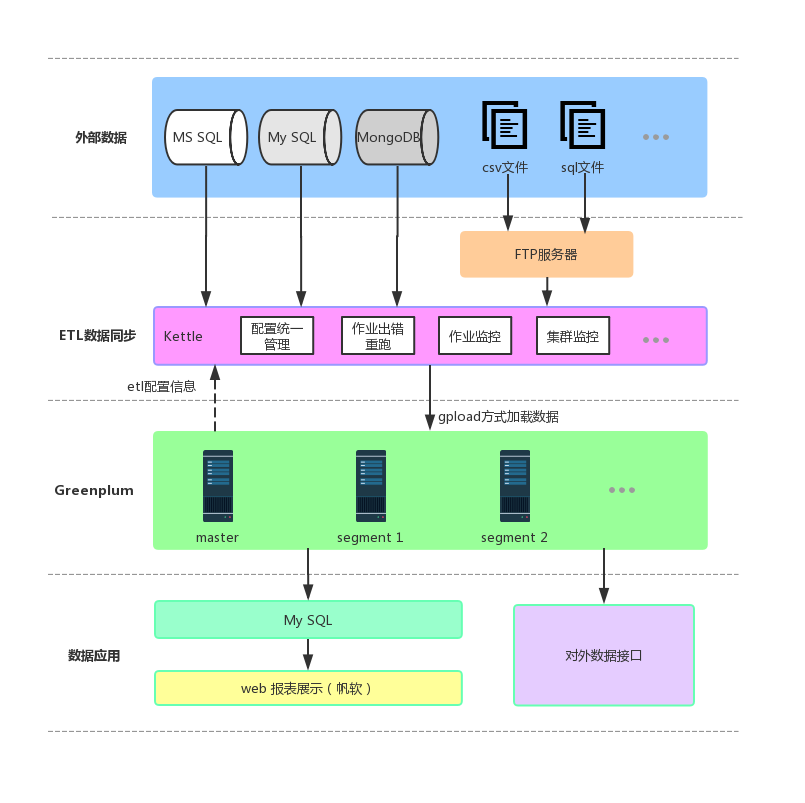 外部数据
MS SQL
My SQL
MongoDB
csv文件
sql文件
FTP服务器
ETL数据同步
Kettle
配置统一
管理
作业出错
重跑
作业监控
集群监控
etl配置信息
gpload方式加载数据
Greenplum
master
segment 1
segment 2
数据应用
My SQL
web 报表展示（帆软）
对外数据接口